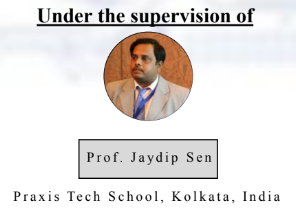 Under the supervision of
Prof. Jaydip Sen
Praxis Tech School, Kolkata, India